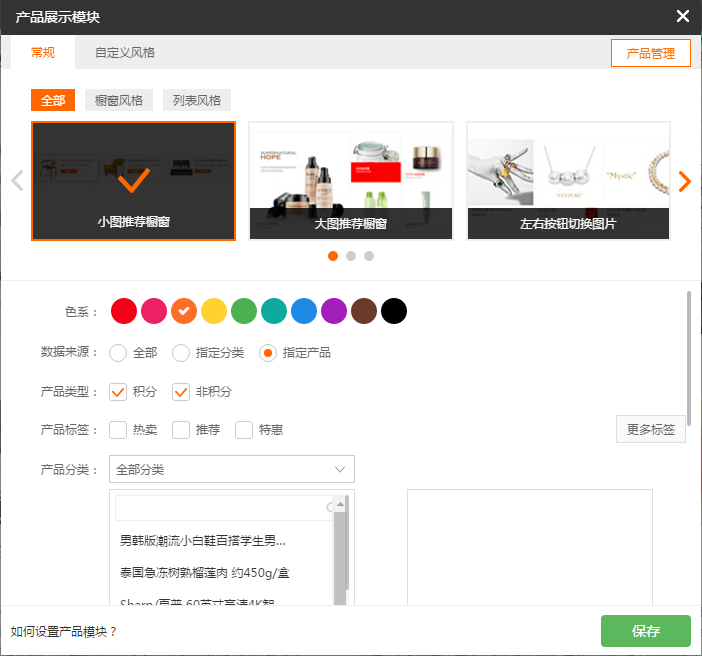 产品展示模块
常规 自定义风格 产品管理
全部 橱窗风格 列表风格
SUPERNATURAL
HOPE
"Mystic"
小图推荐橱窗 大图推荐橱窗 左右按钮切换图片
色系：
数据来源： 全部 指定分类 指定产品
产品类型： 积分 非积分
产品标签： 热卖 推荐 特惠 更多标签
产品分类： 全部分类
男韩版潮流小白鞋百搭学生男...
泰国急冻树熟榴莲肉 约450g/盒
Sharp/夏普 60英寸高清4K智
如何设置产品模块？ 保存